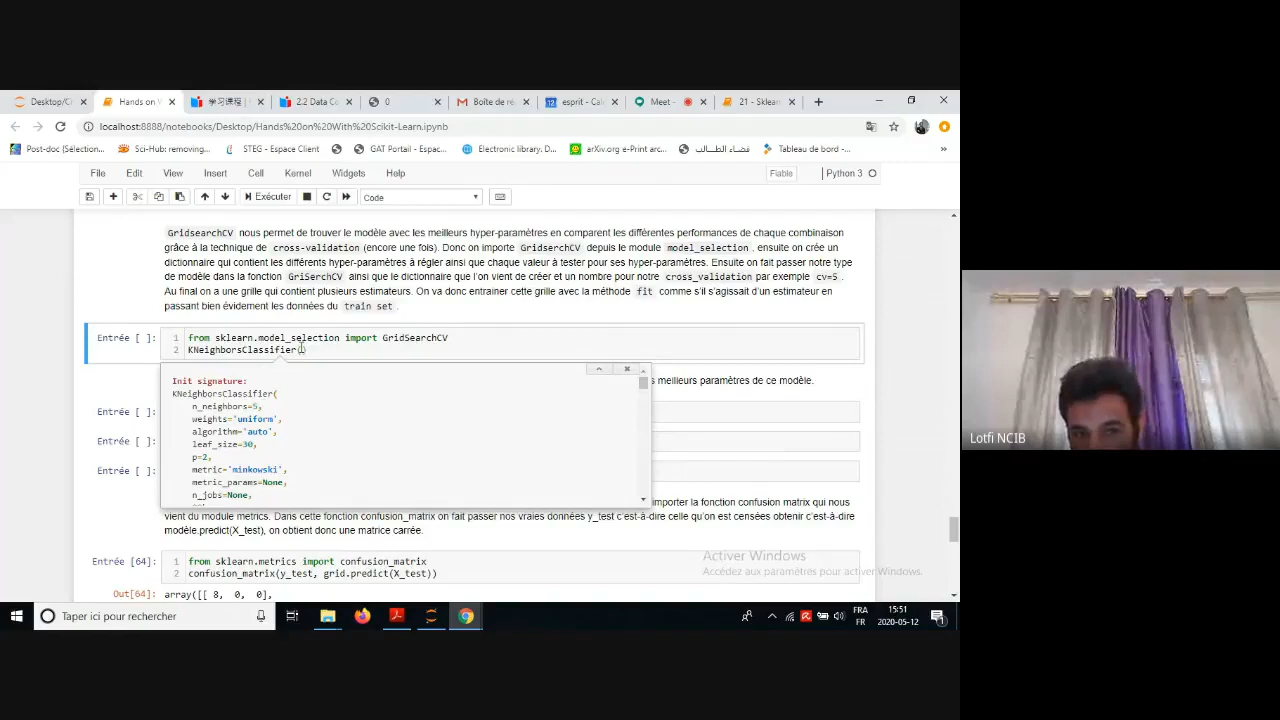 Desktop/C/
Hands on V
学习课程 |
2.2 Data Co
0
Boîte de ré
esprit - Cale
Meet -
21 - Sklearn
localhost:8888/notebooks/Desktop/Hands%20on%20With%20Scikit-Learn.ipynb
Post-doc (Sélection...
Sci-Hub: removing...
STEG - Espace Client
GAT Portail - Espac...
Electronic library. D...
arXiv.org e-Print arc...
فضاء الطالب
Tableau de bord -...
»
File Edit View Insert Cell Kernel Widgets Help
Fiable
Python 3
Exécuter
Code
GridsearchCV nous permet de trouver le modèle avec les meilleurs hyper-paramètres en comparent les différentes performances de chaque combinaison
grâce à la technique de cross-validation (encore une fois). Donc on importe GridserchCV depuis le module model_selection, ensuite on crée un
dictionnaire qui contient les différents hyper-paramètres à régler ainsi que chaque valeur à tester pour ses hyper-paramètres. Ensuite on fait passer notre type
de modèle dans la fonction GriSerchCV ainsi que le dictionnaire que l'on vient de créer et un nombre pour notre cross_validation par exemple cv=5.
Au final on a une grille qui contient plusieurs estimateurs. On va donc entrainer cette grille avec la méthode fit comme s'il s'agissait d'un estimateur en
passant bien évidement les données du train set.
Entrée [ ]:
1 from sklearn.model_selection import GridSearchCV
2 KNeighborsClassifier()
Init signature:
KNeighborsClassifier(
n_neighbors=5,
weights='uniform',
algorithm='auto',
leaf_size=30,
p=2,
metric='minkowski',
metric_params=None,
n_jobs=None,
s meilleurs paramètres de ce modèle.
Entrée [ ]:
Entrée [ ]:
Entrée [ ]:
importer la fonction confusion matrix qui nous
vient du module metrics. Dans cette fonction confusion_matrix on fait passer nos vraies données y_test c'est-à-dire celle qu'on est censées obtenir c'est-à-dire
modèle.predict(X_test), on obtient donc une matrice carrée.
Entrée [64]:
1 from sklearn.metrics import confusion_matrix
2 confusion_matrix(y_test, grid.predict(X_test))
Out[64]: array([[ 8, 0, 0],
Activer Windows
Accédez aux paramètres pour activer Windows.
Taper ici pour rechercher
FRA
FR
15:51
2020-05-12
1
Lotfi NCIB